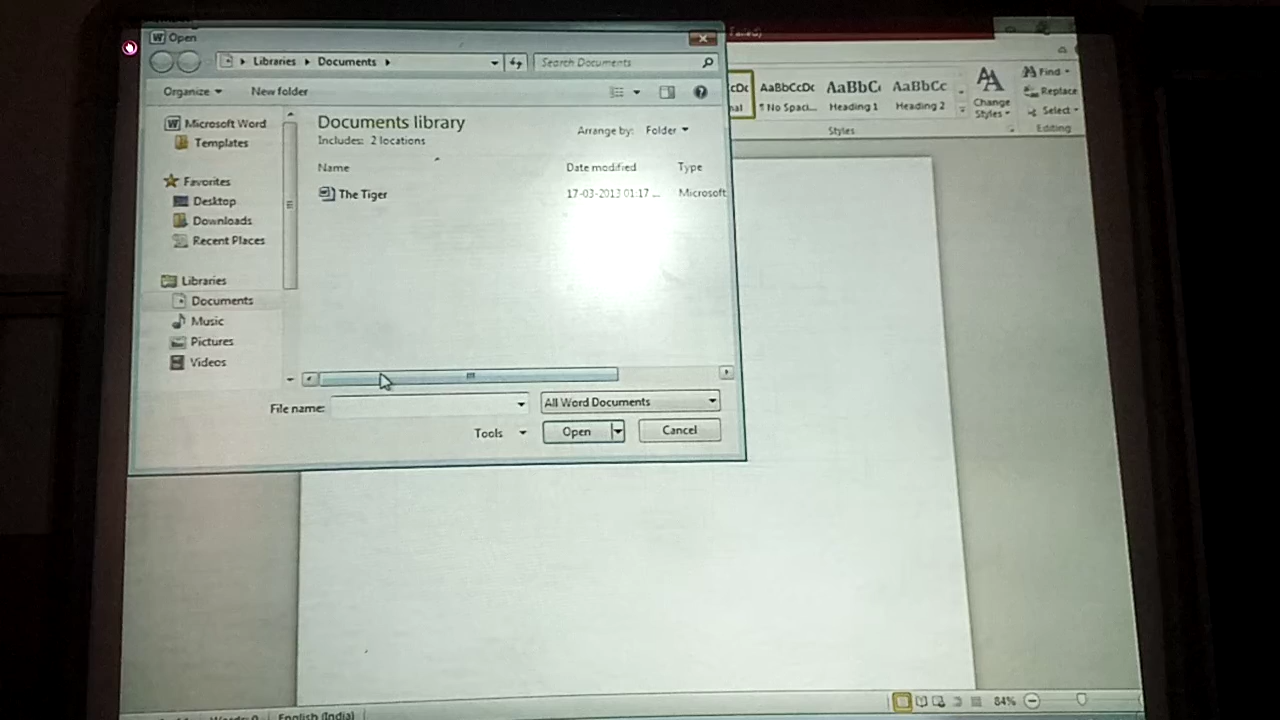 Open
Libraries Documents
Search Documents
Organize New folder
Microsoft Word
Templates
Favorites
Desktop
Downloads
Recent Places
Libraries
Documents
Music
Pictures
Videos
Documents library
Includes: 2 locations
Arrange by: Folder
Name Date modified Type
The Tiger 17-03-2013 01:17 ... Microsoft
File name:
All Word Documents
Tools Open Cancel
AaBbCcDc AaBbC AaBbCc
¶ No Spaci... Heading 1 Heading 2
Change
Styles
Styles
Find
Replace
Select
Editing
Words: 0 English (India)
84%